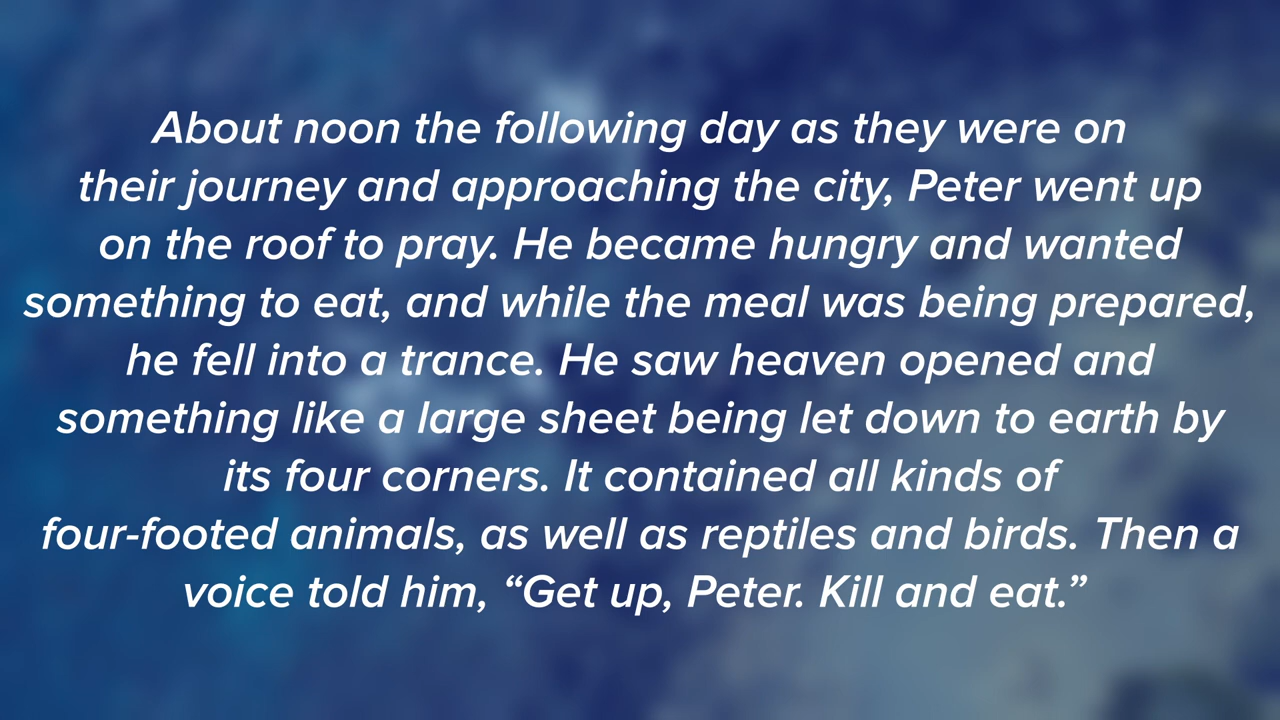 About noon the following day as they were on
their journey and approaching the city, Peter went up
on the roof to pray. He became hungry and wanted
something to eat, and while the meal was being prepared,
he fell into a trance. He saw heaven opened and
something like a large sheet being let down to earth by
its four corners. It contained all kinds of
four-footed animals, as well as reptiles and birds. Then a
voice told him, “Get up, Peter. Kill and eat.”